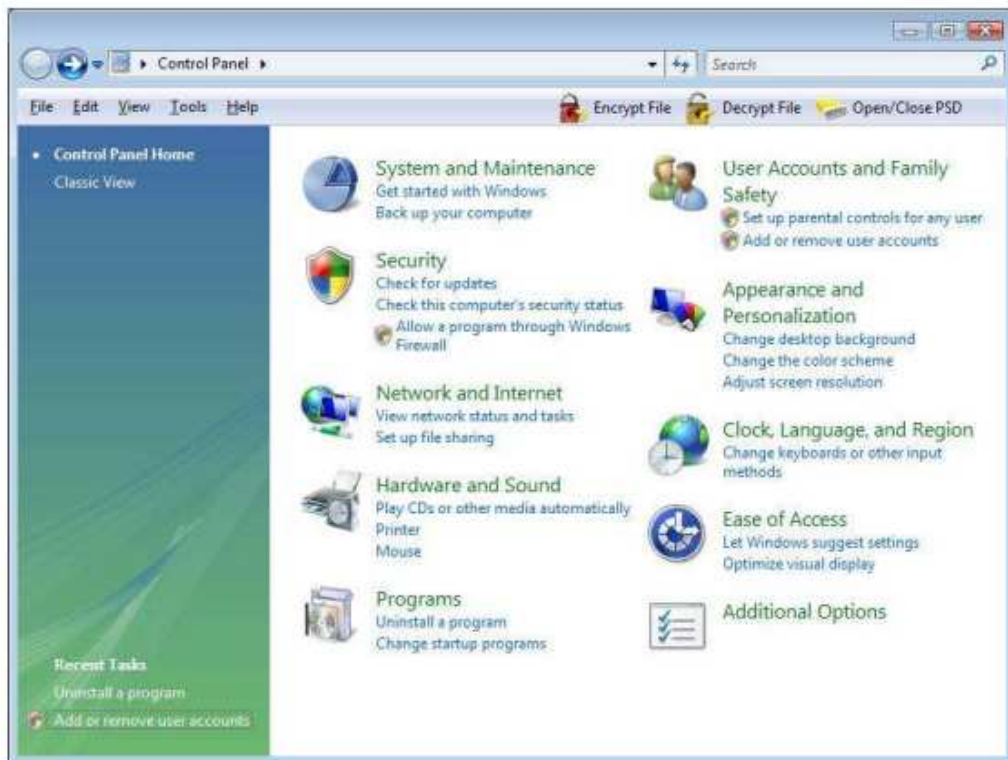 Control Panel
Search
File Edit View Tools Help
Encrypt File Decrypt File Open/Close PSD
Control Panel Home
Classic View
Recent Tasks
Uninstall a program
Add or remove user accounts
System and Maintenance
Get started with Windows
Back up your computer
Security
Check for updates
Check this computer's security status
Allow a program through Windows
Firewall
Network and Internet
View network status and tasks
Set up file sharing
Hardware and Sound
Play CDs or other media automatically
Printer
Mouse
Programs
Uninstall a program
Change startup programs
User Accounts and Family
Safety
Set up parental controls for any user
Add or remove user accounts
Appearance and
Personalization
Change desktop background
Change the color scheme
Adjust screen resolution
Clock, Language, and Region
Change keyboards or other input
methods
Ease of Access
Let Windows suggest settings
Optimize visual display
Additional Options